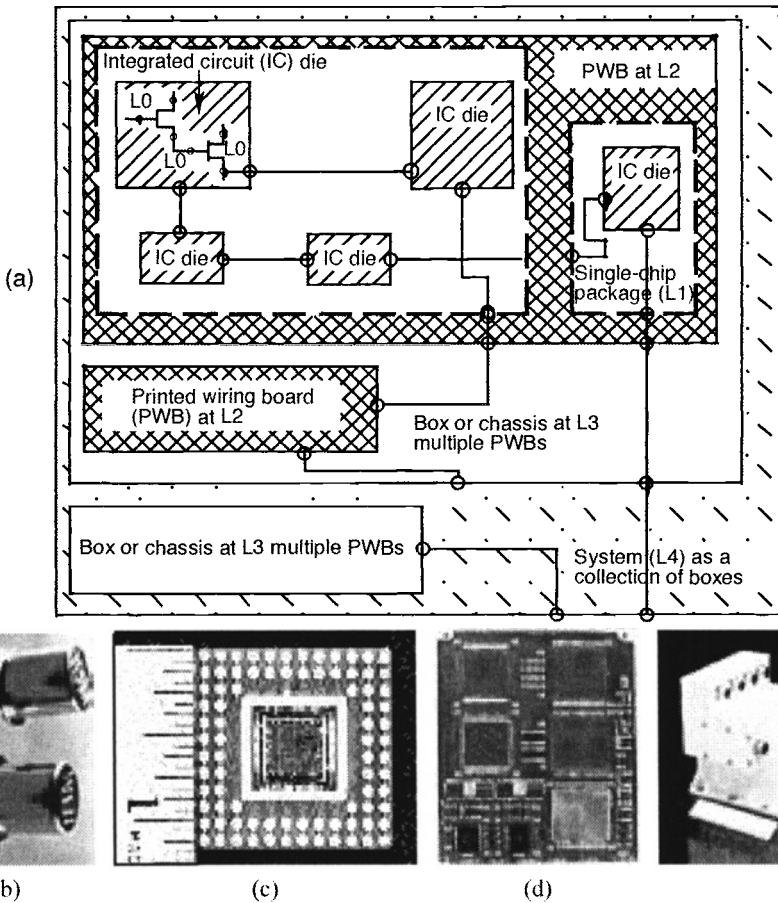 Integrated circuit (IC) die
PWB at L2
L0
L0
L0
IC die
IC die
IC die
IC die
Single-chip
package (L1)
(a)
Printed wiring board
(PWB) at L2
Box or chassis at L3
multiple PWBs
Box or chassis at L3 multiple PWBs
System (L4) as a
collection of boxes
1
b)
(c)
(d)